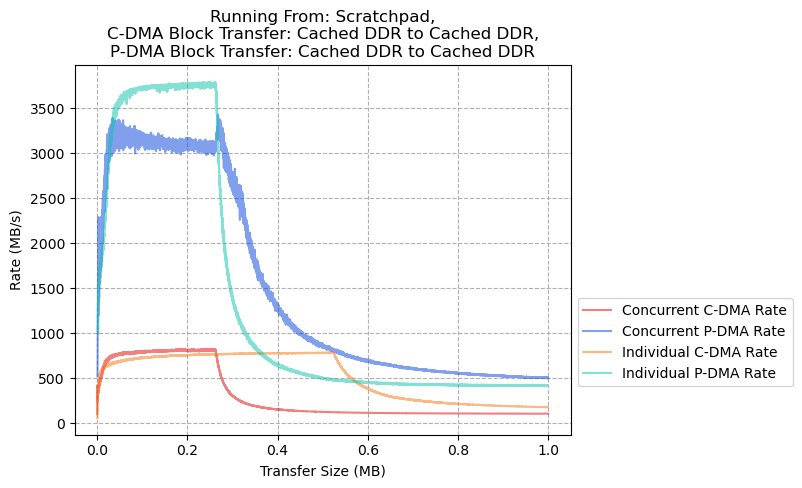 Running From: Scratchpad,
C-DMA Block Transfer: Cached DDR to Cached DDR,
P-DMA Block Transfer: Cached DDR to Cached DDR
Rate (MB/s)
3500
3000
2500
2000
1500
1000
500
0
0.0 0.2 0.4 0.6 0.8 1.0
Transfer Size (MB)
Concurrent C-DMA Rate
Concurrent P-DMA Rate
Individual C-DMA Rate
Individual P-DMA Rate